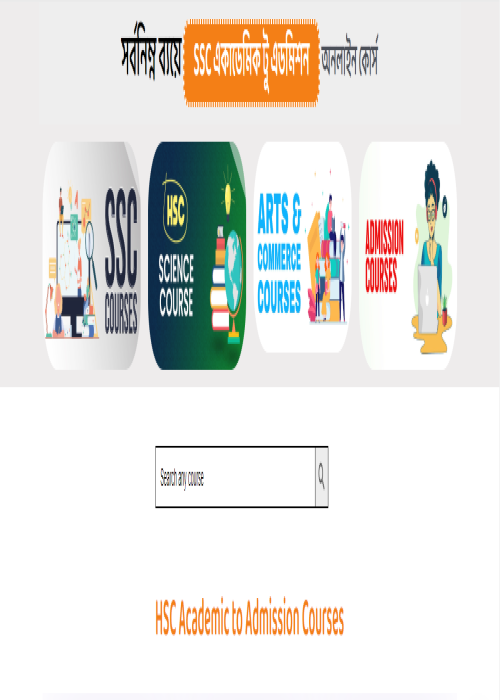 সর্বনিম্ন ব্যয়ে SSC একাডেমিক টু এডমিশন অনলাইন কোর্স
SSC
COURSES
HSC
SCIENCE
COURSE
ARTS &
COMMERCE
COURSES
ADMISSION
COURSES
Search any course
HSC Academic to Admission Courses